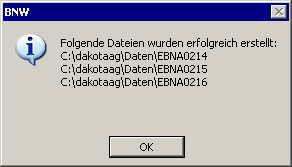 BNW
Folgende Dateien wurden erfolgreich erstellt:
C:\dakotaag\Daten\EBNA0214
C:\dakotaag\Daten\EBNA0215
C:\dakotaag\Daten\EBNA0216
OK